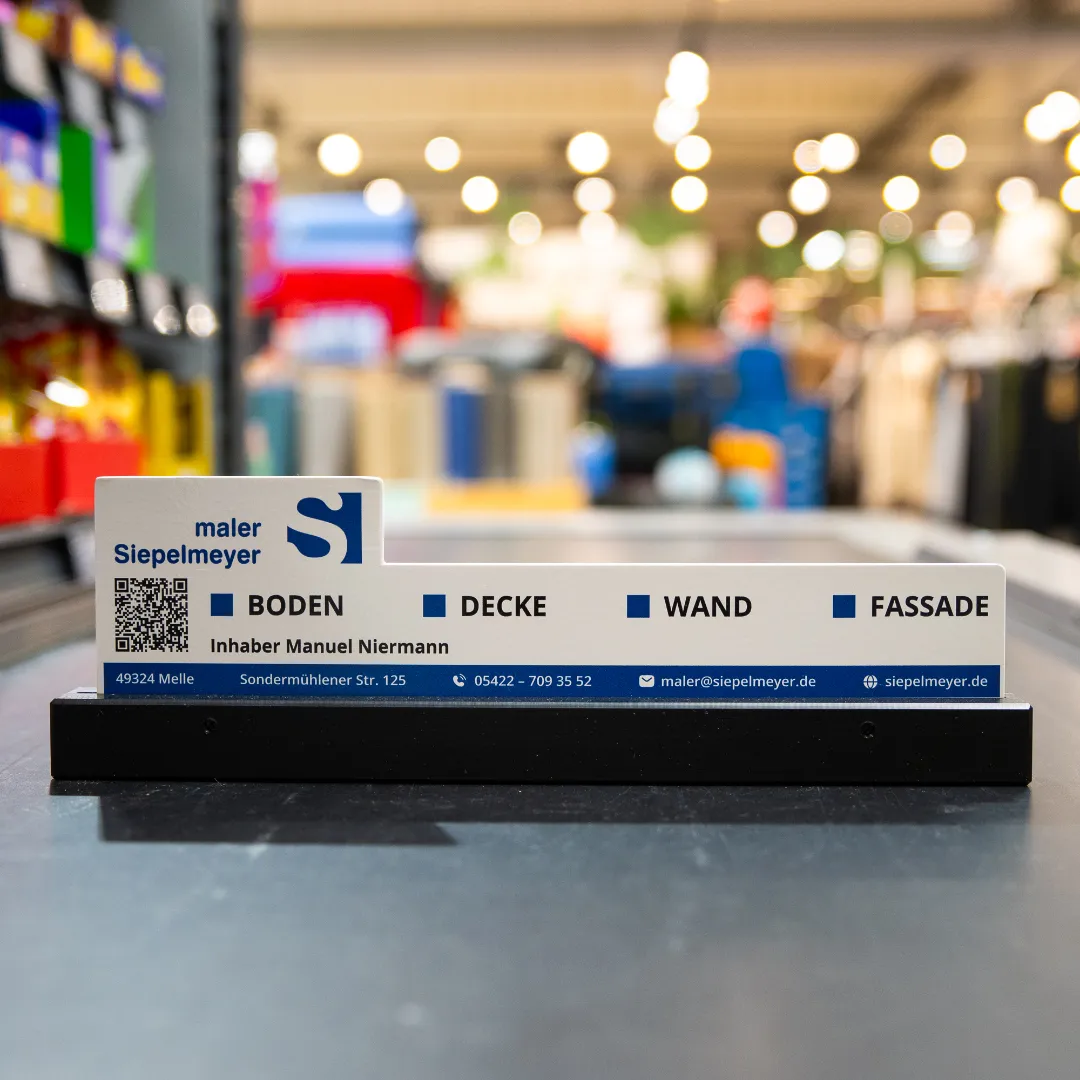 maler
Siepelmeyer
BODEN DECKE WAND FASSADE
Inhaber Manuel Niermann
49324 Melle Sondermühlener Str. 125 05422 – 709 35 52 maler@siepelmeyer.de siepelmeyer.de